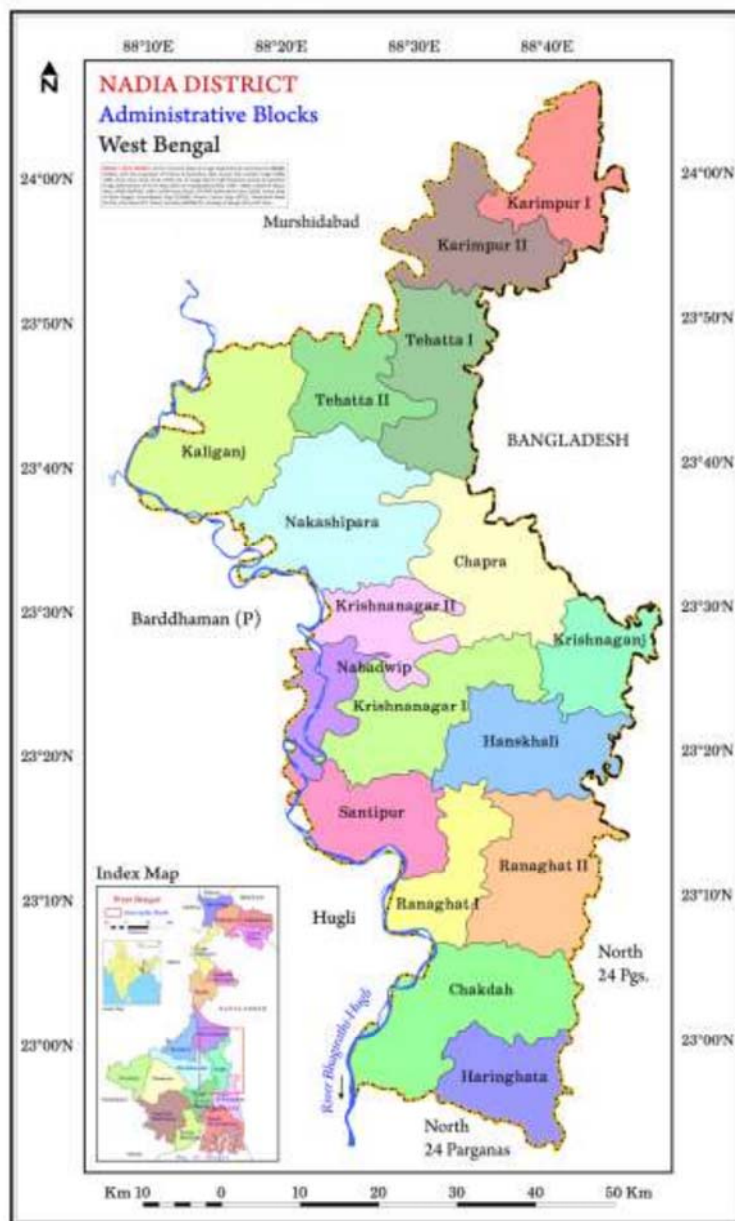 88°10'E 88°20'E 88°30'E 88°40'E
N
NADIA DISTRICT
Administrative Blocks
West Bengal
24°00'N
24°00'N
Karimpur I
Murshidabad
Karimpur II
23°50'N
23°50'N
Tehatta I
Tehatta II
BANGLADESH
Kaliganj
23°40'N
23°40'N
Nakashipara
Chapra
23°30'N
23°30'N
Krishnanagar II
Barddhaman (P)
Krishnaganj
Nabadwip
Krishnanagar I
Hanskhali
23°20'N
23°20'N
Santipur
Ranaghat II
Index Map
West Bengal
23°10'N
23°10'N
Ranaghat I
Hugli
North
24 Pgs.
Chakdah
River Bhagirathi Hugli
23°00'N
23°00'N
Haringhata
North
24 Parganas
Km 10 0 10 20 30 40 50 Km